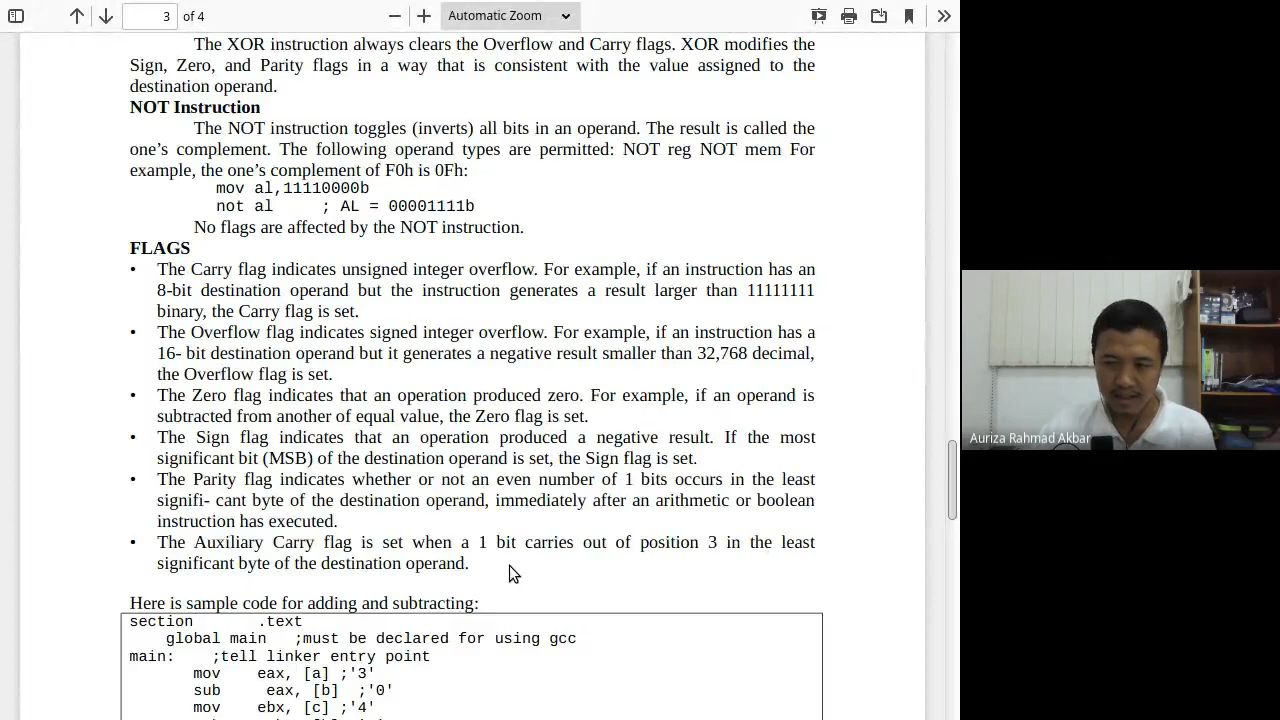 3
of 4
Automatic Zoom
The XOR instruction always clears the Overflow and Carry flags. XOR modifies the
Sign, Zero, and Parity flags in a way that is consistent with the value assigned to the
destination operand.
NOT Instruction
The NOT instruction toggles (inverts) all bits in an operand. The result is called the
one’s complement. The following operand types are permitted: NOT reg NOT mem For
example, the one’s complement of F0h is 0Fh:
mov al,11110000b
not al ; AL = 00001111b
No flags are affected by the NOT instruction.
FLAGS
• The Carry flag indicates unsigned integer overflow. For example, if an instruction has an
8-bit destination operand but the instruction generates a result larger than 11111111
binary, the Carry flag is set.
• The Overflow flag indicates signed integer overflow. For example, if an instruction has a
16- bit destination operand but it generates a negative result smaller than 32,768 decimal,
the Overflow flag is set.
• The Zero flag indicates that an operation produced zero. For example, if an operand is
subtracted from another of equal value, the Zero flag is set.
• The Sign flag indicates that an operation produced a negative result. If the most
significant bit (MSB) of the destination operand is set, the Sign flag is set.
• The Parity flag indicates whether or not an even number of 1 bits occurs in the least
signifi- cant byte of the destination operand, immediately after an arithmetic or boolean
instruction has executed.
• The Auxiliary Carry flag is set when a 1 bit carries out of position 3 in the least
significant byte of the destination operand.
Here is sample code for adding and subtracting:
section .text
global main ;must be declared for using gcc
main: ;tell linker entry point
mov eax, [a] ;'3'
sub eax, [b] ;'0'
mov ebx, [c] ;'4'
Auriza Rahmad Akbar